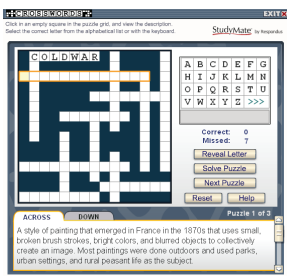 CROSSWORDS
EXIT
Click in an empty square in the puzzle grid, and view the description.
Select the correct letter from the alphabetical list or with the keyboard.
StudyMate by Respondus
COLDWAR
A B C D E F G
H I J K L M N
O P Q R S T U
V W X Y Z >>>
Correct: 0
Missed: 7
Reveal Letter
Solve Puzzle
Next Puzzle
Reset Help
ACROSS DOWN Puzzle 1 of 3
A style of painting that emerged in France in the 1870s that uses small,
broken brush strokes, bright colors, and blurred objects to collectively
create an image. Most paintings were done outdoors and used parks,
urban settings, and rural peasant life as the subject.